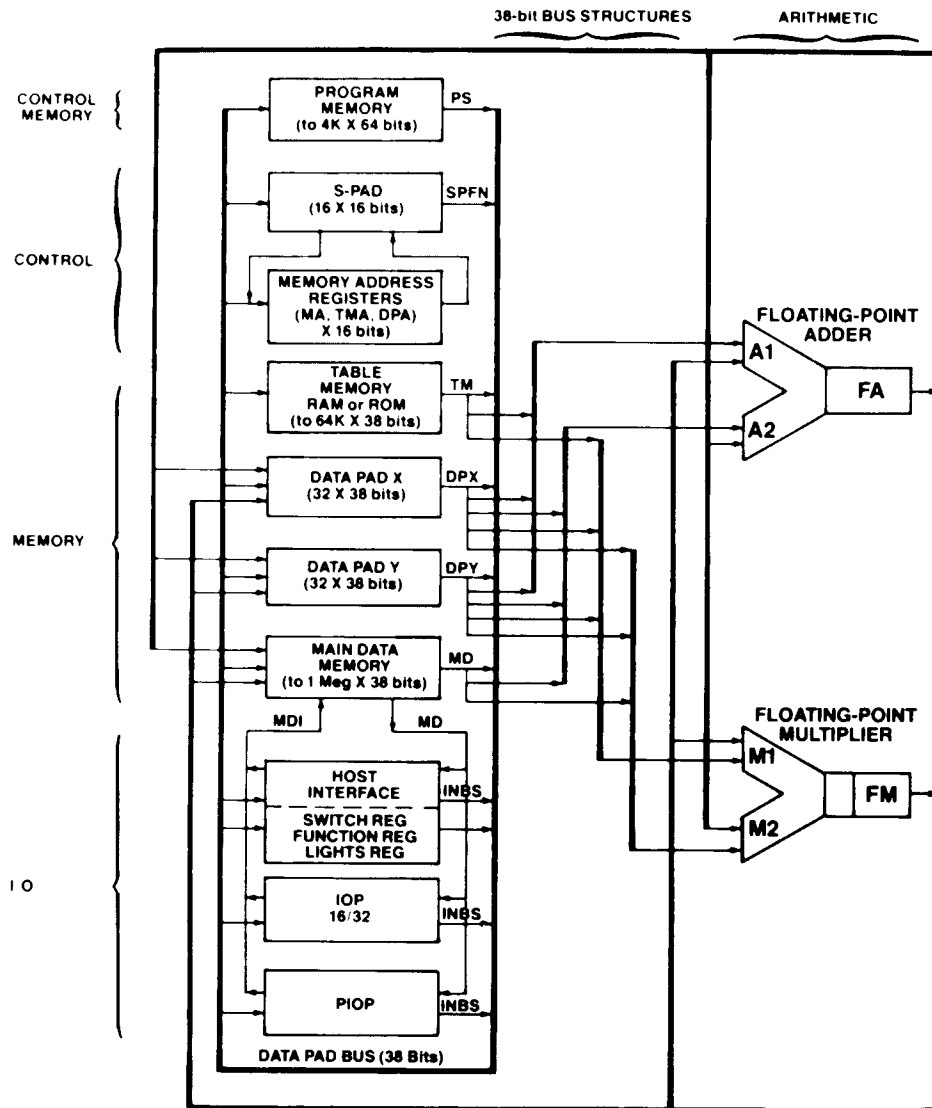 38-bit BUS STRUCTURES
ARITHMETIC
CONTROL
MEMORY
PROGRAM
MEMORY
(to 4K X 64 bits)
PS
S-PAD
(16 X 16 bits)
SPFN
CONTROL
MEMORY ADDRESS
REGISTERS
(MA, TMA, DPA)
X 16 bits)
FLOATING-POINT
ADDER
A1
FA
A2
TABLE
MEMORY
RAM or ROM
(to 64K X 38 bits)
TM
MEMORY
DATA PAD X
(32 X 38 bits)
DPX
DATA PAD Y
(32 X 38 bits)
DPY
MAIN DATA
MEMORY
(to 1 Meg X 38 bits)
MD
MDI
MD
FLOATING-POINT
MULTIPLIER
M1
FM
M2
HOST
INTERFACE
INBS
SWITCH REG
FUNCTION REG
LIGHTS REG
I O
IOP
16/32
INBS
PIOP
INBS
DATA PAD BUS (38 Bits)